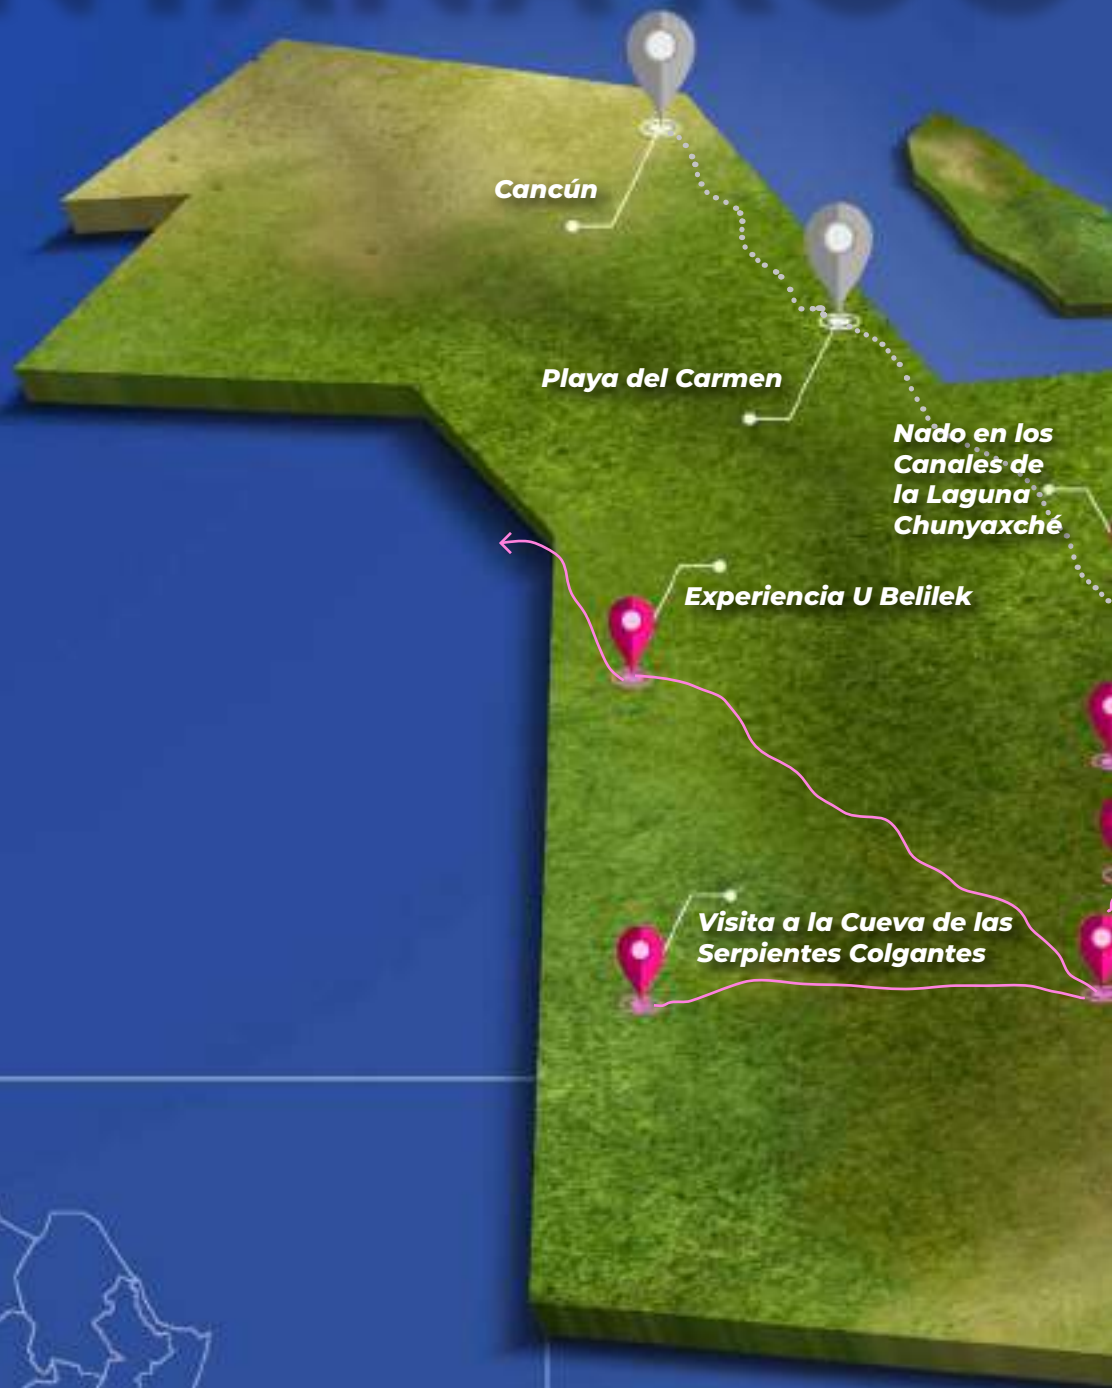 Cancún
Playa del Carmen
Nado en los
Canales de
la Laguna
Chunyaxché
Experiencia U Belilek
Visita a la Cueva de las
Serpientes Colgantes